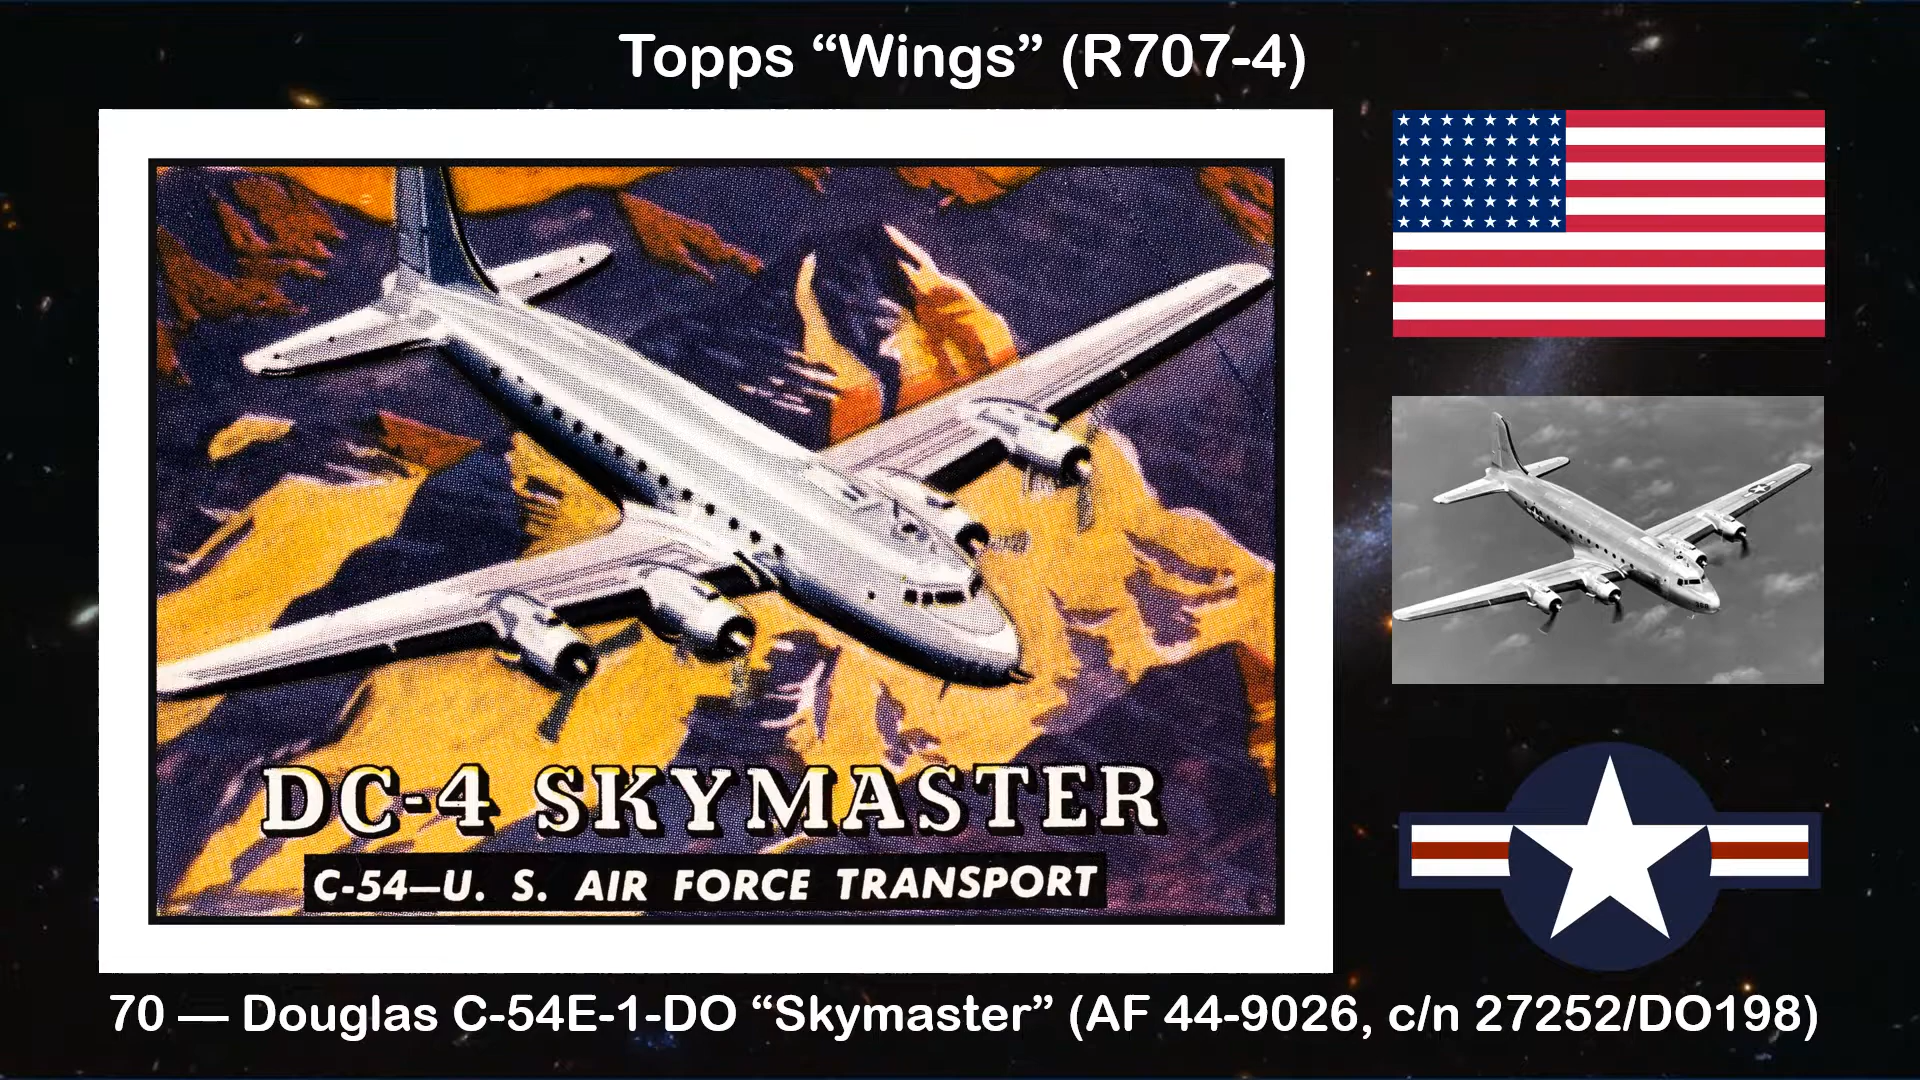 Topps “Wings” (R707-4)
DC-4 SKYMASTER
C-54—U. S. AIR FORCE TRANSPORT
70 — Douglas C-54E-1-DO “Skymaster” (AF 44-9026, c/n 27252/DO198)